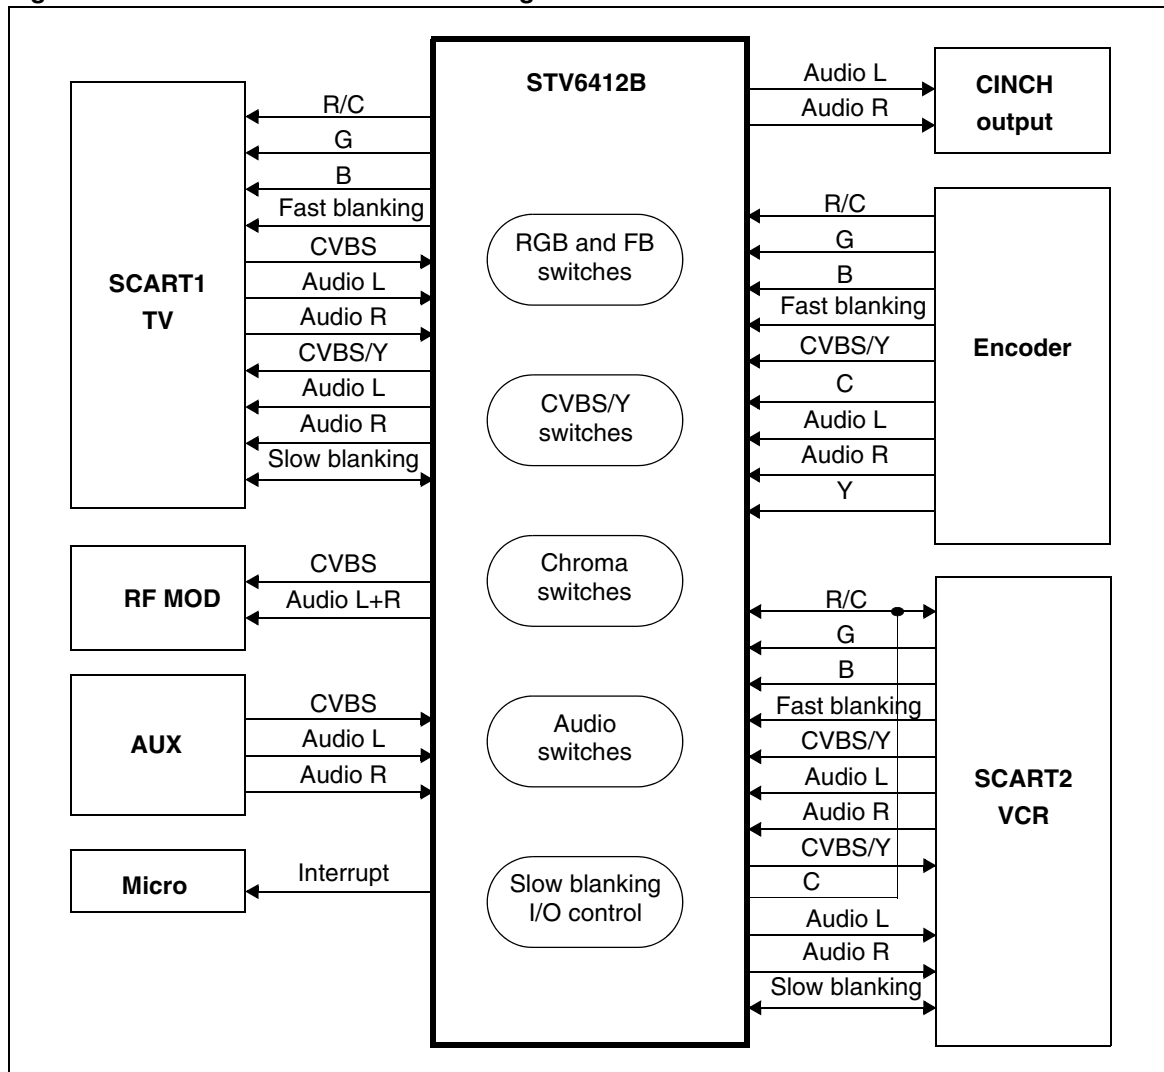 STV6412B
R/C
G
B
Fast blanking
CVBS
Audio L
Audio R
CVBS/Y
Audio L
Audio R
Slow blanking
SCART1
TV
CVBS
Audio L+R
RF MOD
CVBS
Audio L
Audio R
AUX
Interrupt
Micro
RGB and FB
switches
CVBS/Y
switches
Chroma
switches
Audio
switches
Slow blanking
I/O control
Audio L
Audio R
CINCH
output
R/C
G
B
Fast blanking
CVBS/Y
C
Audio L
Audio R
Y
Encoder
R/C
G
B
Fast blanking
CVBS/Y
Audio L
Audio R
CVBS/Y
C
Audio L
Audio R
Slow blanking
SCART2
VCR